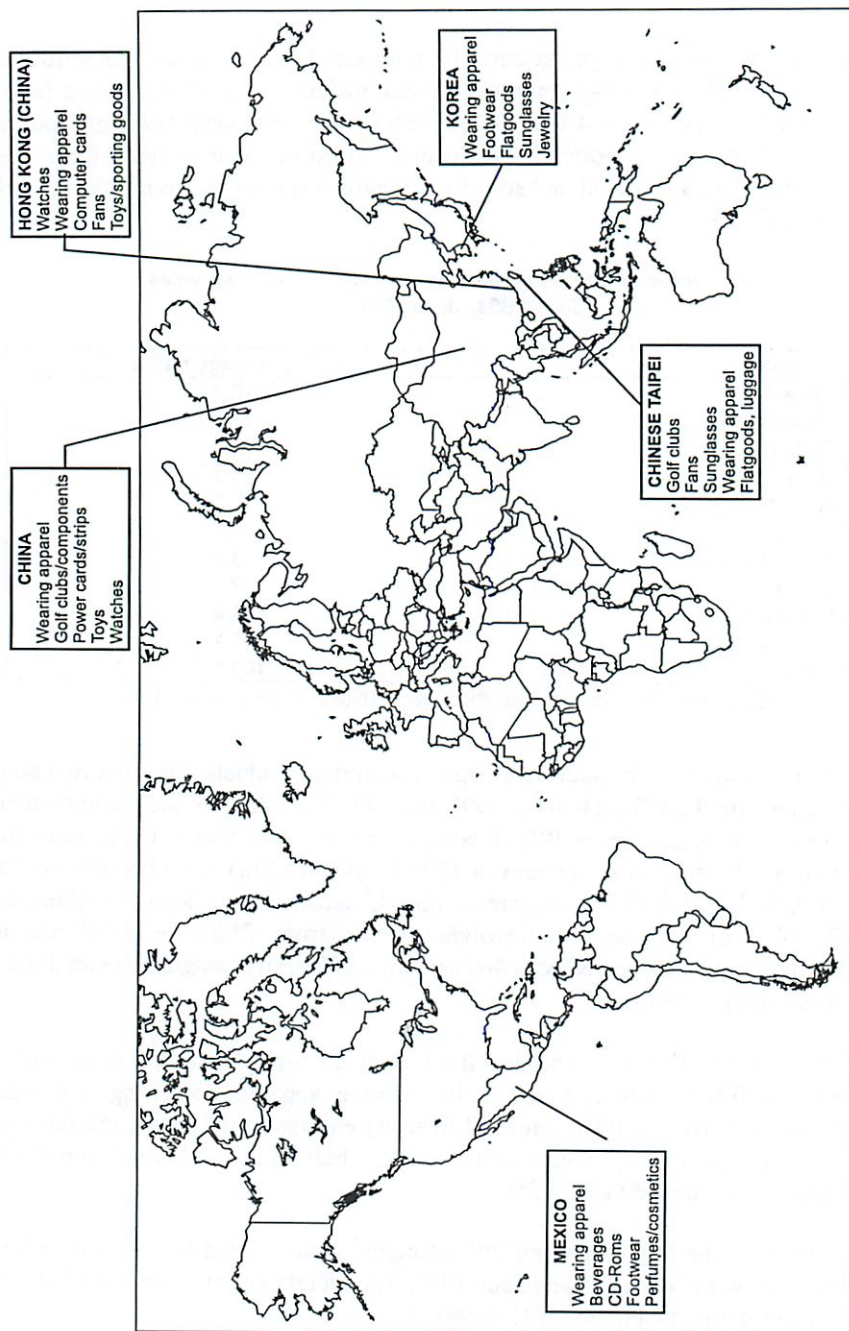 HONG KONG (CHINA)
Watches
Wearing apparel
Computer cards
Fans
Toys/sporting goods
KOREA
Wearing apparel
Footwear
Flatgoods
Sunglasses
Jewelry
CHINA
Wearing apparel
Golf clubs/components
Power cards/strips
Toys
Watches
CHINESE TAIPEI
Golf clubs
Fans
Sunglasses
Wearing apparel
Flatgoods, luggage
MEXICO
Wearing apparel
Beverages
CD-Roms
Footwear
Perfumes/cosmetics